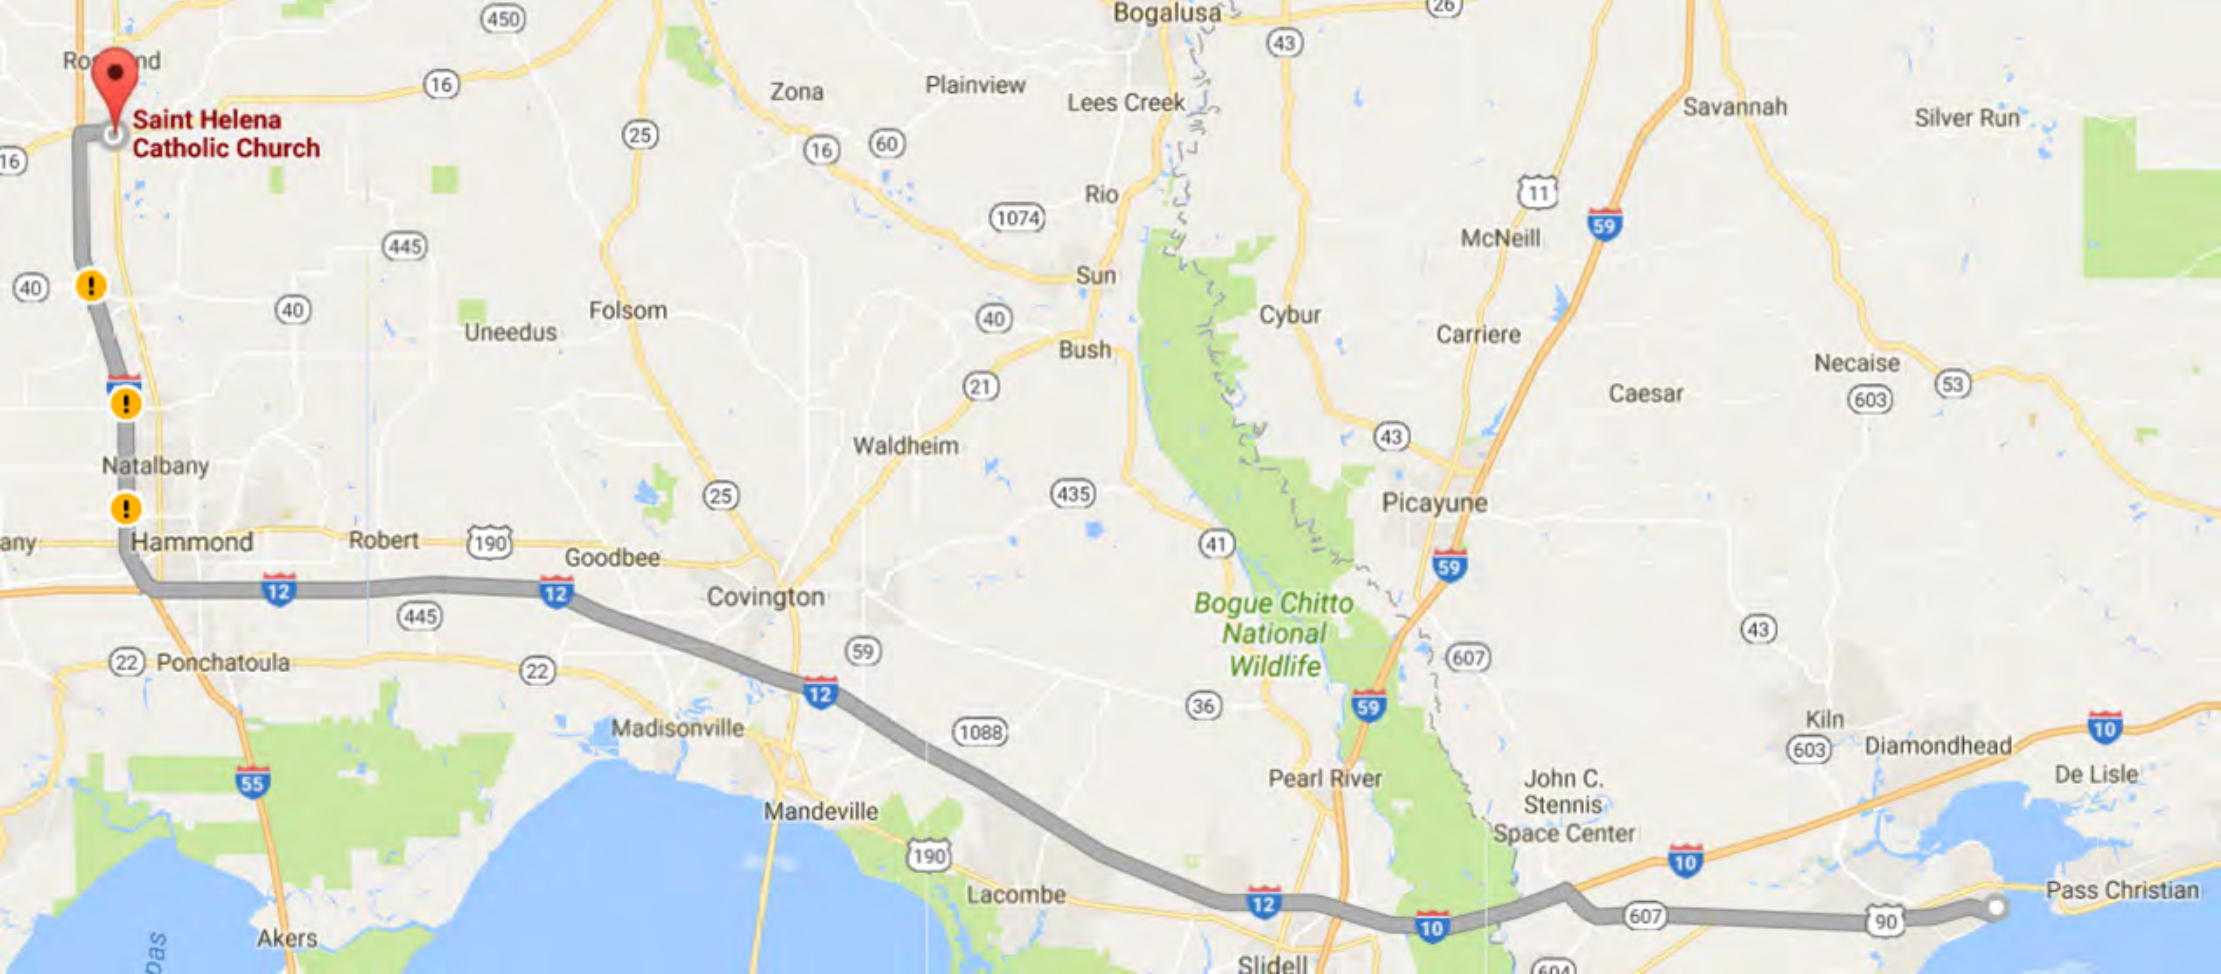 Bogalusa
26
450
43
Ro nd
16
Zona
Plainview
Lees Creek
Savannah
Silver Run
Saint Helena
Catholic Church
16
25
16
60
Rio
11
1074
McNeill
59
445
Sun
40
40
Folsom
40
Cybur
Uneedus
Carriere
Bush
Necaise
21
Caesar
53
603
43
Waldheim
Natalbany
25
435
Picayune
any
Hammond
Robert
190
Goodbee
41
59
12
12
Covington
Bogue Chitto
National
Wildlife
445
43
22
Ponchatoula
22
59
607
12
36
59
Madisonville
1088
Kiln
603
Diamondhead
10
55
Pearl River
John C.
Stennis
Space Center
De Lisle
Mandeville
190
10
Lacombe
12
Pass Christian
607
90
10
Akers
pas
Slidell
604